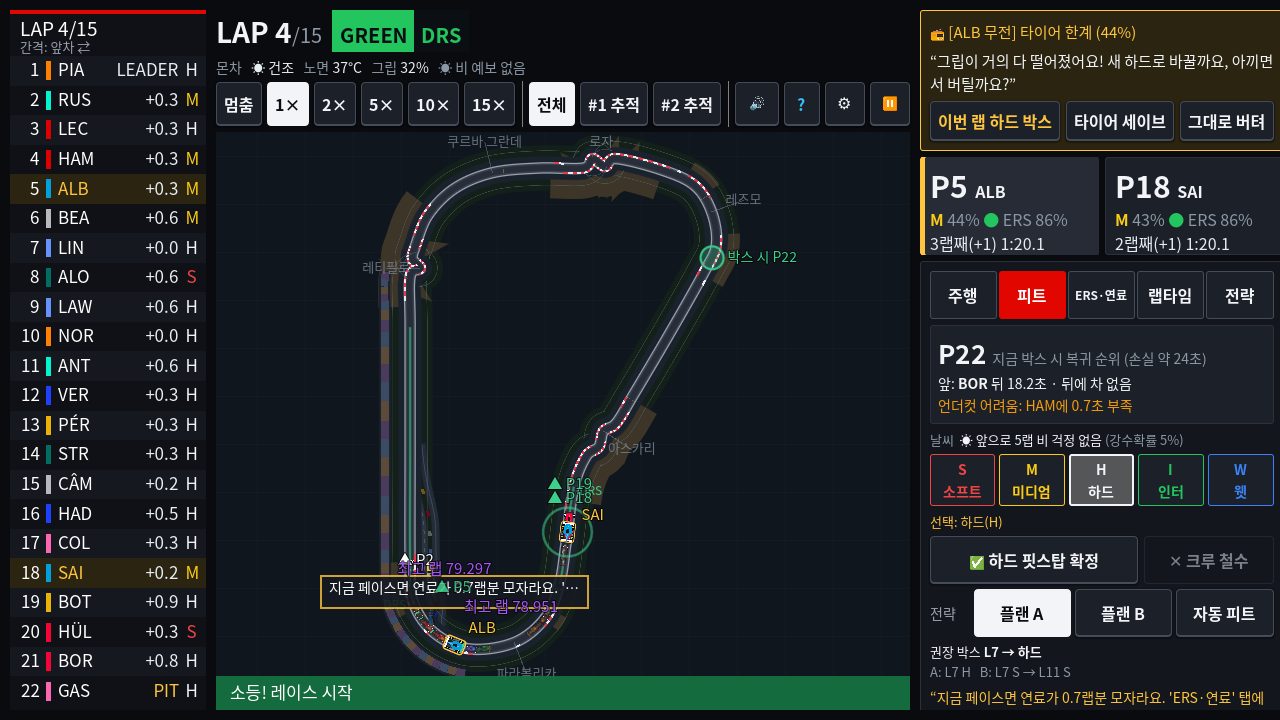 LAP 4/15
간격: 앞차 ⇄
1 PIA LEADER H
2 RUS +0.3 M
3 LEC +0.3 H
4 HAM +0.3 M
5 ALB +0.3 M
6 BEA +0.6 M
7 LIN +0.0 H
8 ALO +0.6 S
9 LAW +0.6 H
10 NOR +0.0 H
11 ANT +0.6 H
12 VER +0.3 H
13 PÉR +0.3 H
14 STR +0.3 H
15 CÂM +0.2 H
16 HAD +0.5 H
17 COL +0.3 H
18 SAI +0.2 M
19 BOT +0.9 H
20 HÜL +0.3 S
21 BOR +0.8 H
22 GAS PIT H
LAP 4/15 GREEN DRS
몬차 ☀ 건조 노면 37°C 그립 32% ☀ 비 예보 없음
멈춤 1× 2× 5× 10× 15× 전체 #1 추적 #2 추적 🔊 ? ⚙ ⏸
쿠르바 그란데
로자
레즈모
레티필로
박스 시 P22
아스카리
▲ P19
▲ P18
SAI
▲ P2
최고 랩 79.297
지금 페이스면 연료가 0.7랩분 모자라요. '…
▲ P5
최고 랩 78.951
ALB
파라볼리카
소등! 레이스 시작
📻 [ALB 무전] 타이어 한계 (44%)
“그립이 거의 다 떨어졌어요! 새 하드로 바꿀까요, 아끼면
서 버틸까요?”
이번 랩 하드 박스 타이어 세이브 그대로 버텨
P5 ALB
M 44% ERS 86%
3랩째(+1) 1:20.1
P18 SAI
M 43% ERS 86%
2랩째(+1) 1:20.1
주행 피트 ERS·연료 랩타임 전략
P22 지금 박스 시 복귀 순위 (손실 약 24초)
앞: BOR 뒤 18.2초 · 뒤에 차 없음
언더컷 어려움: HAM에 0.7초 부족
날씨 ☀ 앞으로 5랩 비 걱정 없음 (강수확률 5%)
S M H I W
소프트 미디엄 하드 인터 웻
선택: 하드(H)
✅ 하드 핏스탑 확정 ✕ 크루 철수
전략 플랜 A 플랜 B 자동 피트
권장 박스 L7 → 하드
A: L7 H B: L7 S → L11 S
“지금 페이스면 연료가 0.7랩분 모자라요. 'ERS·연료' 탭에